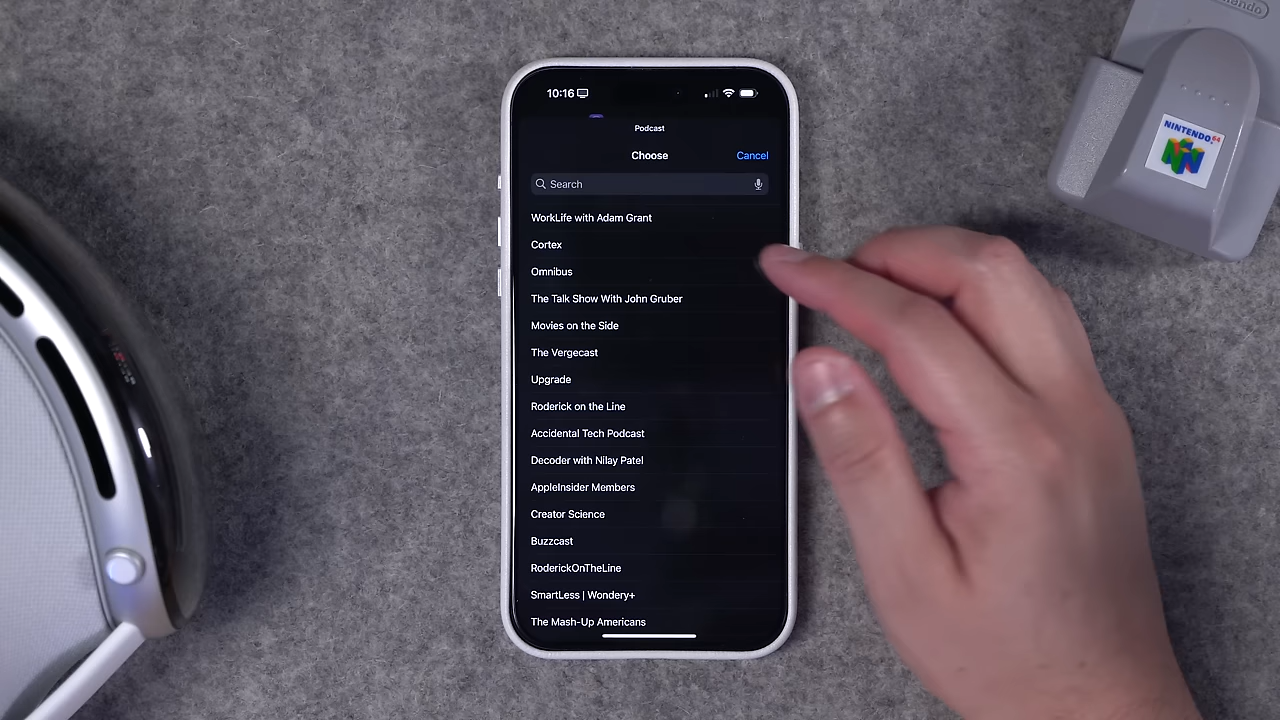 10:16
Podcast
Choose
Cancel
Search
WorkLife with Adam Grant
Cortex
Omnibus
The Talk Show With John Gruber
Movies on the Side
The Vergecast
Upgrade
Roderick on the Line
Accidental Tech Podcast
Decoder with Nilay Patel
AppleInsider Members
Creator Science
Buzzcast
RoderickOnTheLine
SmartLess | Wondery+
The Mash-Up Americans
NINTENDO 64